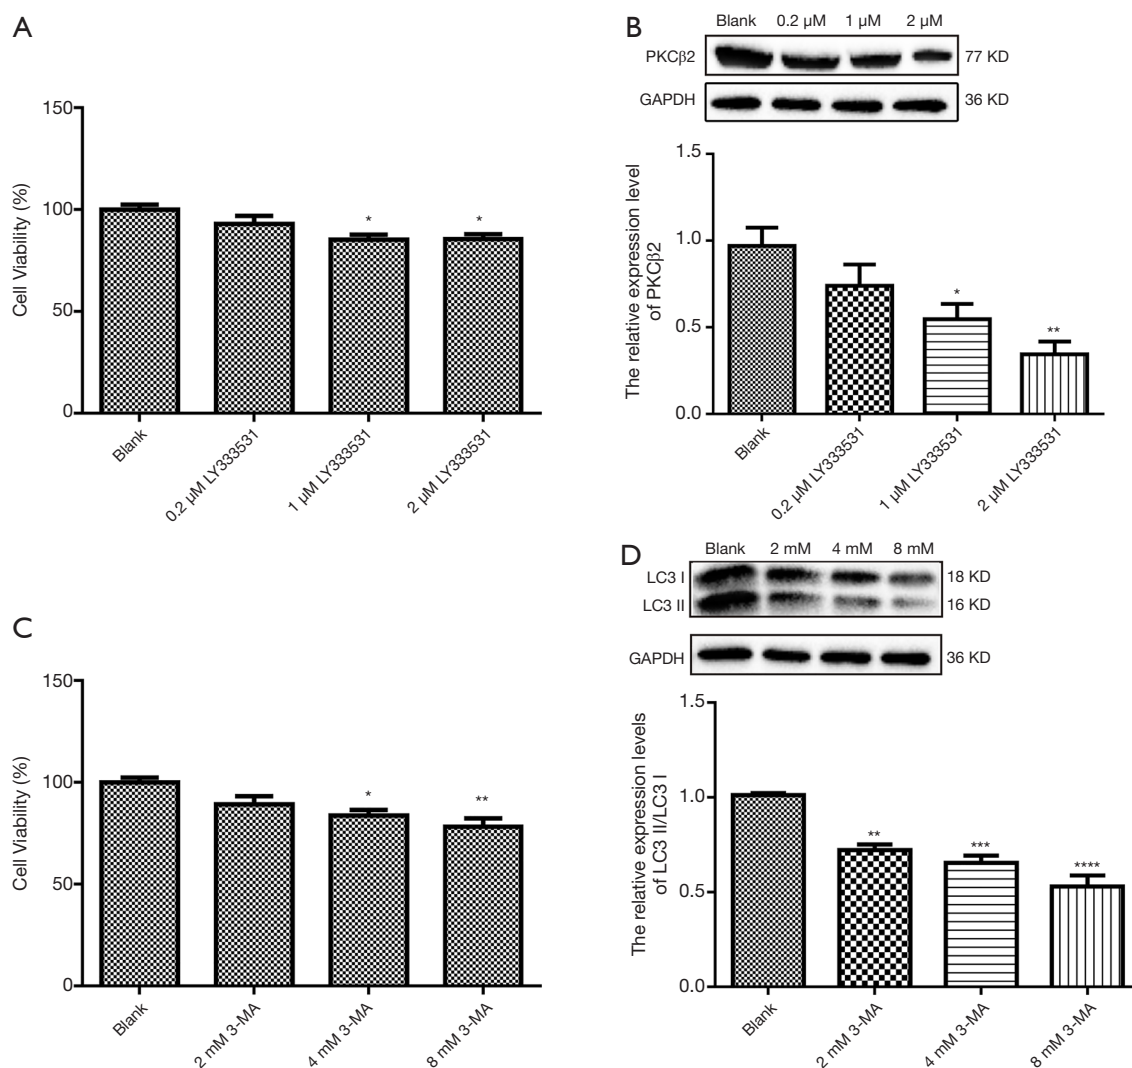 A
Cell Viability (%)
150
100
50
0
*
*
Blank
0.2 µM LY333531
1 µM LY333531
2 µM LY333531
B
Blank 0.2 µM 1 µM 2 µM
PKCβ2 77 KD
GAPDH 36 KD
The relative expression level
of PKCβ2
1.5
1.0
0.5
0.0
*
**
Blank
0.2 µM LY333531
1 µM LY333531
2 µM LY333531
C
Cell Viability (%)
150
100
50
0
*
**
Blank
2 mM 3-MA
4 mM 3-MA
8 mM 3-MA
D
Blank 2 mM 4 mM 8 mM
LC3 I 18 KD
LC3 II 16 KD
GAPDH 36 KD
The relative expression levels
of LC3 II/LC3 I
1.5
1.0
0.5
0.0
**
***
****
Blank
2 mM 3-MA
4 mM 3-MA
8 mM 3-MA